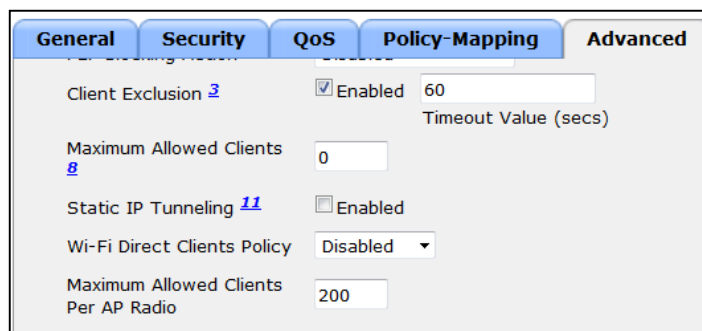 General Security QoS Policy-Mapping Advanced
Client Exclusion 3 Enabled 60
Timeout Value (secs)
Maximum Allowed Clients
8
0
Static IP Tunneling 11 Enabled
Wi-Fi Direct Clients Policy Disabled
Maximum Allowed Clients
Per AP Radio
200